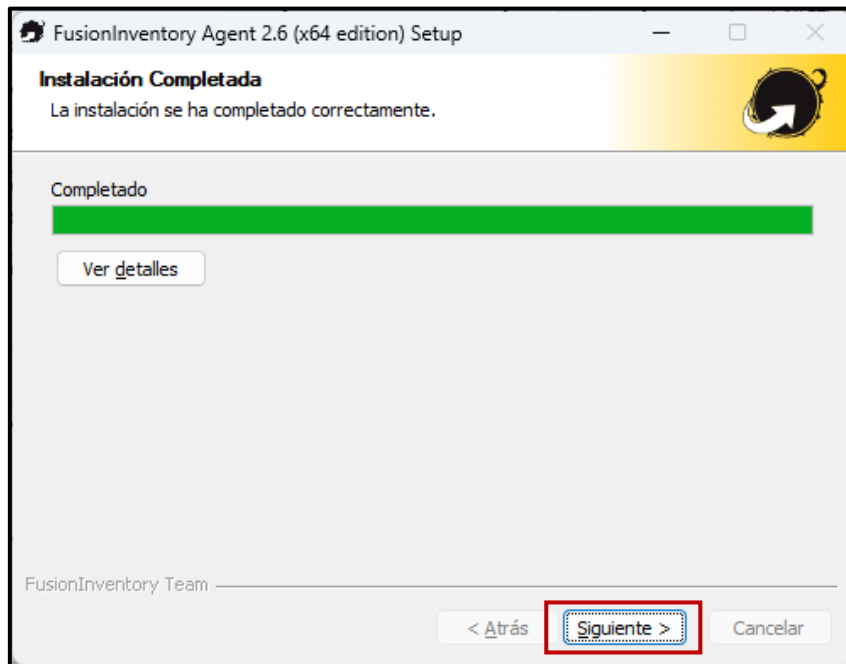 FusionInventory Agent 2.6 (x64 edition) Setup
Instalación Completada
La instalación se ha completado correctamente.
Completado
Ver detalles
FusionInventory Team
< Atrás Siguiente > Cancelar